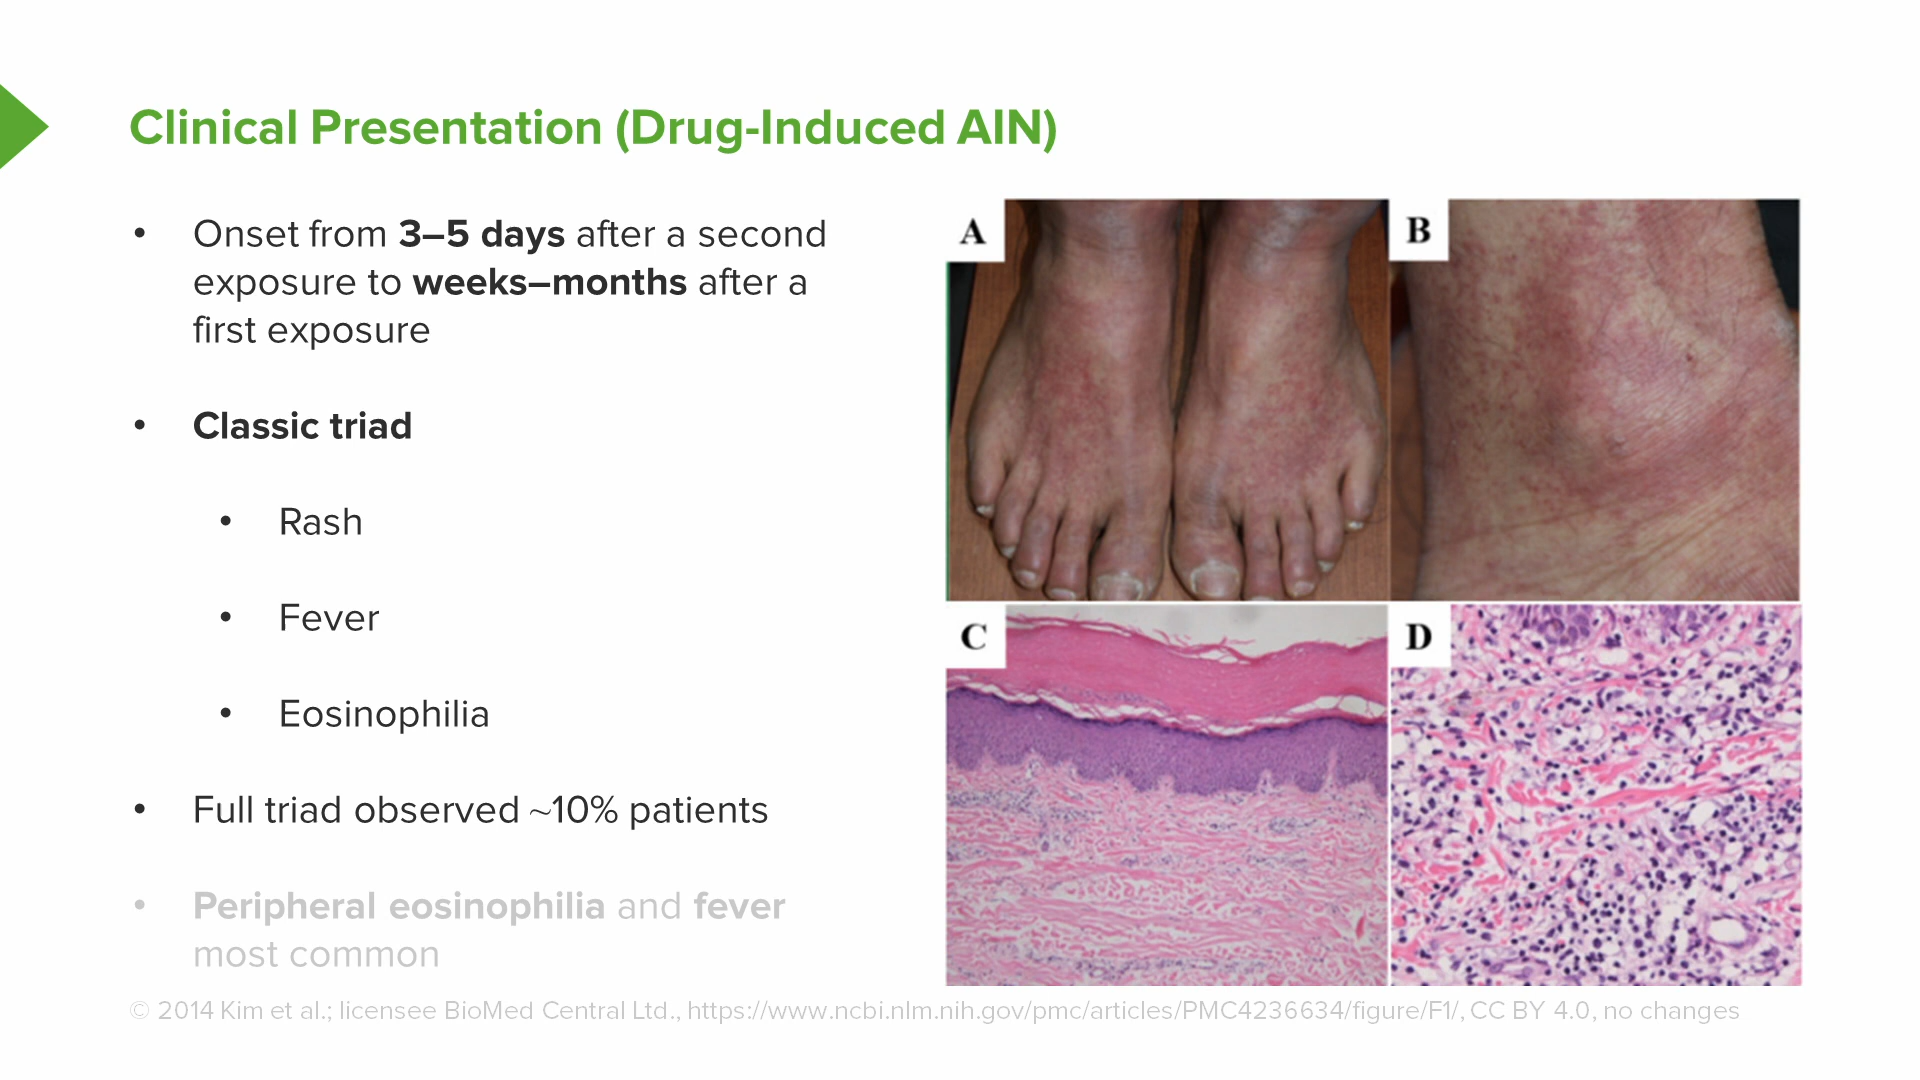 Clinical Presentation (Drug-Induced AIN)
• Onset from 3–5 days after a second
exposure to weeks–months after a
first exposure
• Classic triad
• Rash
• Fever
• Eosinophilia
• Full triad observed ~10% patients
• Peripheral eosinophilia and fever
most common
A
B
C
D
© 2014 Kim et al.; licensee BioMed Central Ltd., https://www.ncbi.nlm.nih.gov/pmc/articles/PMC4236634/figure/F1/, CC BY 4.0, no changes